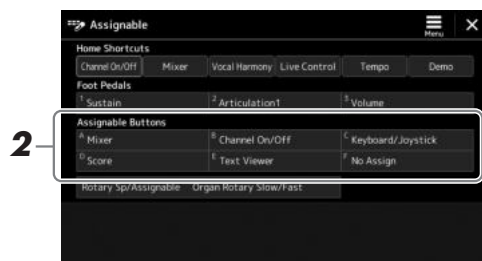 Assignable
Menu
Home Shortcuts
Channel On/Off Mixer Vocal Harmony Live Control Tempo Demo
Foot Pedals
1 Sustain 2 Articulation1 3 Volume
Assignable Buttons
2
A Mixer B Channel On/Off C Keyboard/Joystick
D Score E Text Viewer F No Assign
Rotary Sp/Assignable Organ Rotary Slow/Fast